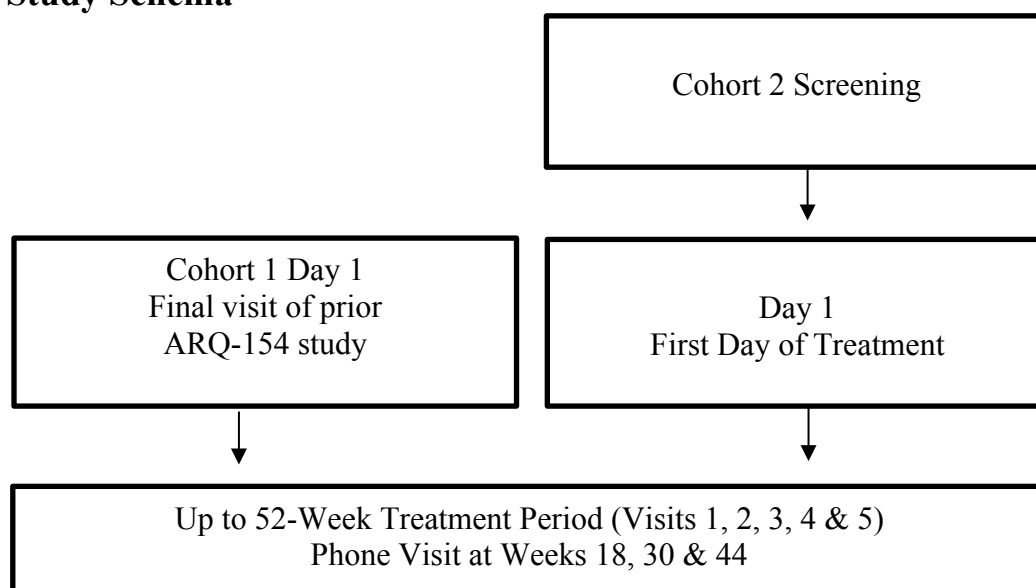 Study Schema
Cohort 2 Screening
Cohort 1 Day 1
Final visit of prior
ARQ-154 study
Day 1
First Day of Treatment
Up to 52-Week Treatment Period (Visits 1, 2, 3, 4 & 5)
Phone Visit at Weeks 18, 30 & 44